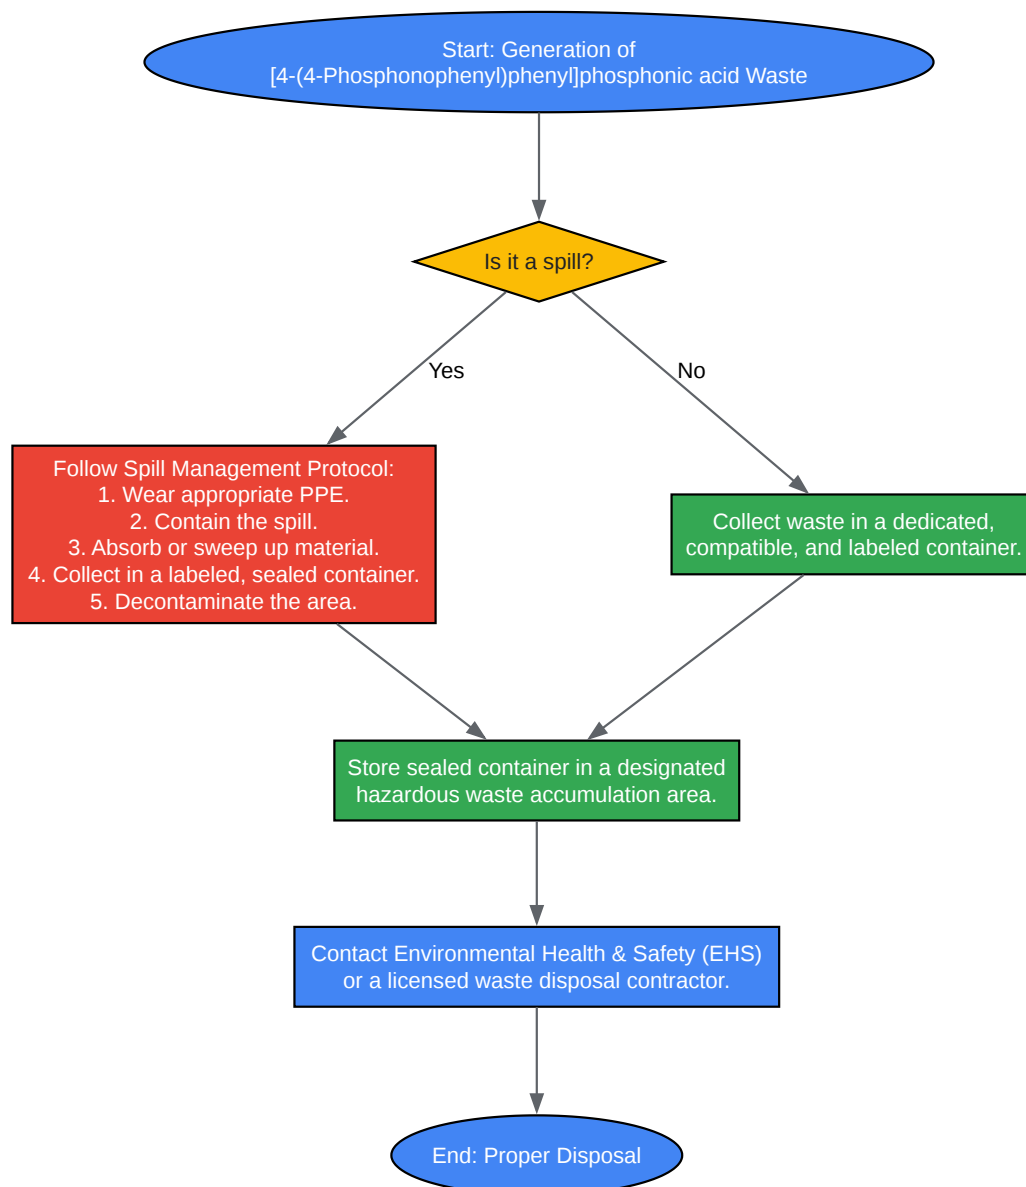 Start: Generation of
[4-(4-Phosphonophenyl)phenyl]phosphonic acid Waste
Is it a spill?
Yes
No
Follow Spill Management Protocol:
1. Wear appropriate PPE.
2. Contain the spill.
3. Absorb or sweep up material.
4. Collect in a labeled, sealed container.
5. Decontaminate the area.
Collect waste in a dedicated,
compatible, and labeled container.
Store sealed container in a designated
hazardous waste accumulation area.
Contact Environmental Health & Safety (EHS)
or a licensed waste disposal contractor.
End: Proper Disposal